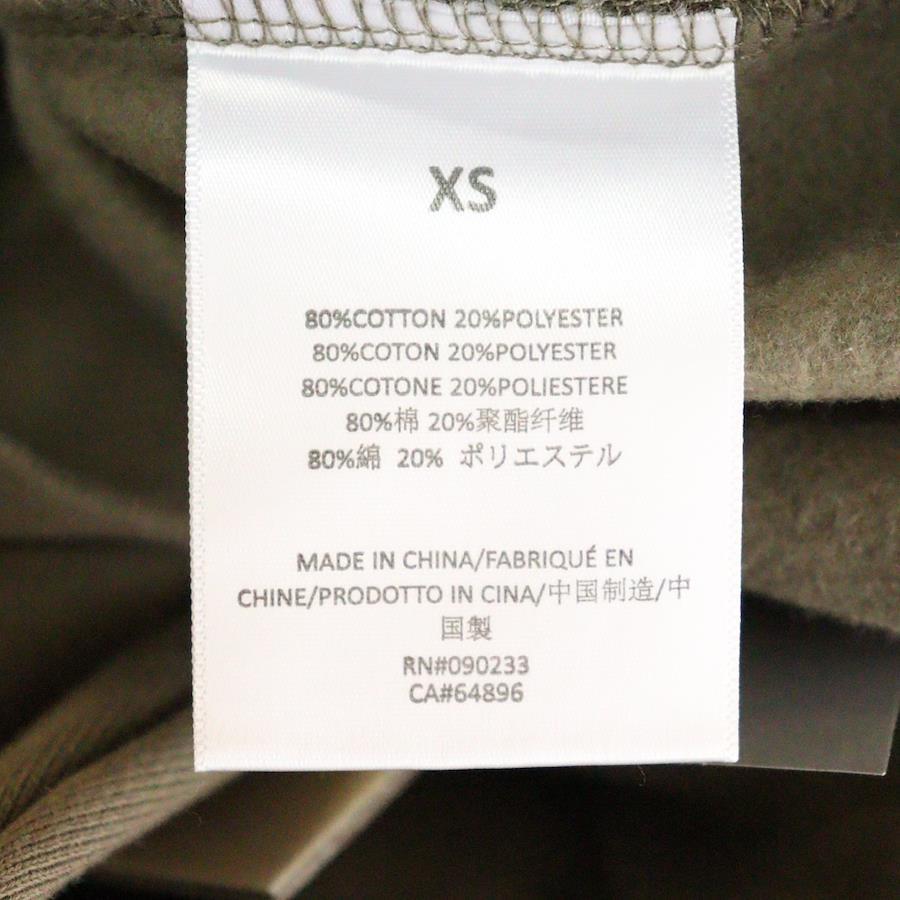 XS
80%COTTON 20%POLYESTER
80%COTON 20%POLYESTER
80%COTONE 20%POLIESTERE
80%棉 20%聚酯纤维
80%綿 20% ポリエステル
MADE IN CHINA/FABRIQUÉ EN
CHINE/PRODOTTO IN CINA/中国制造/中
国製
RN#090233
CA#64896